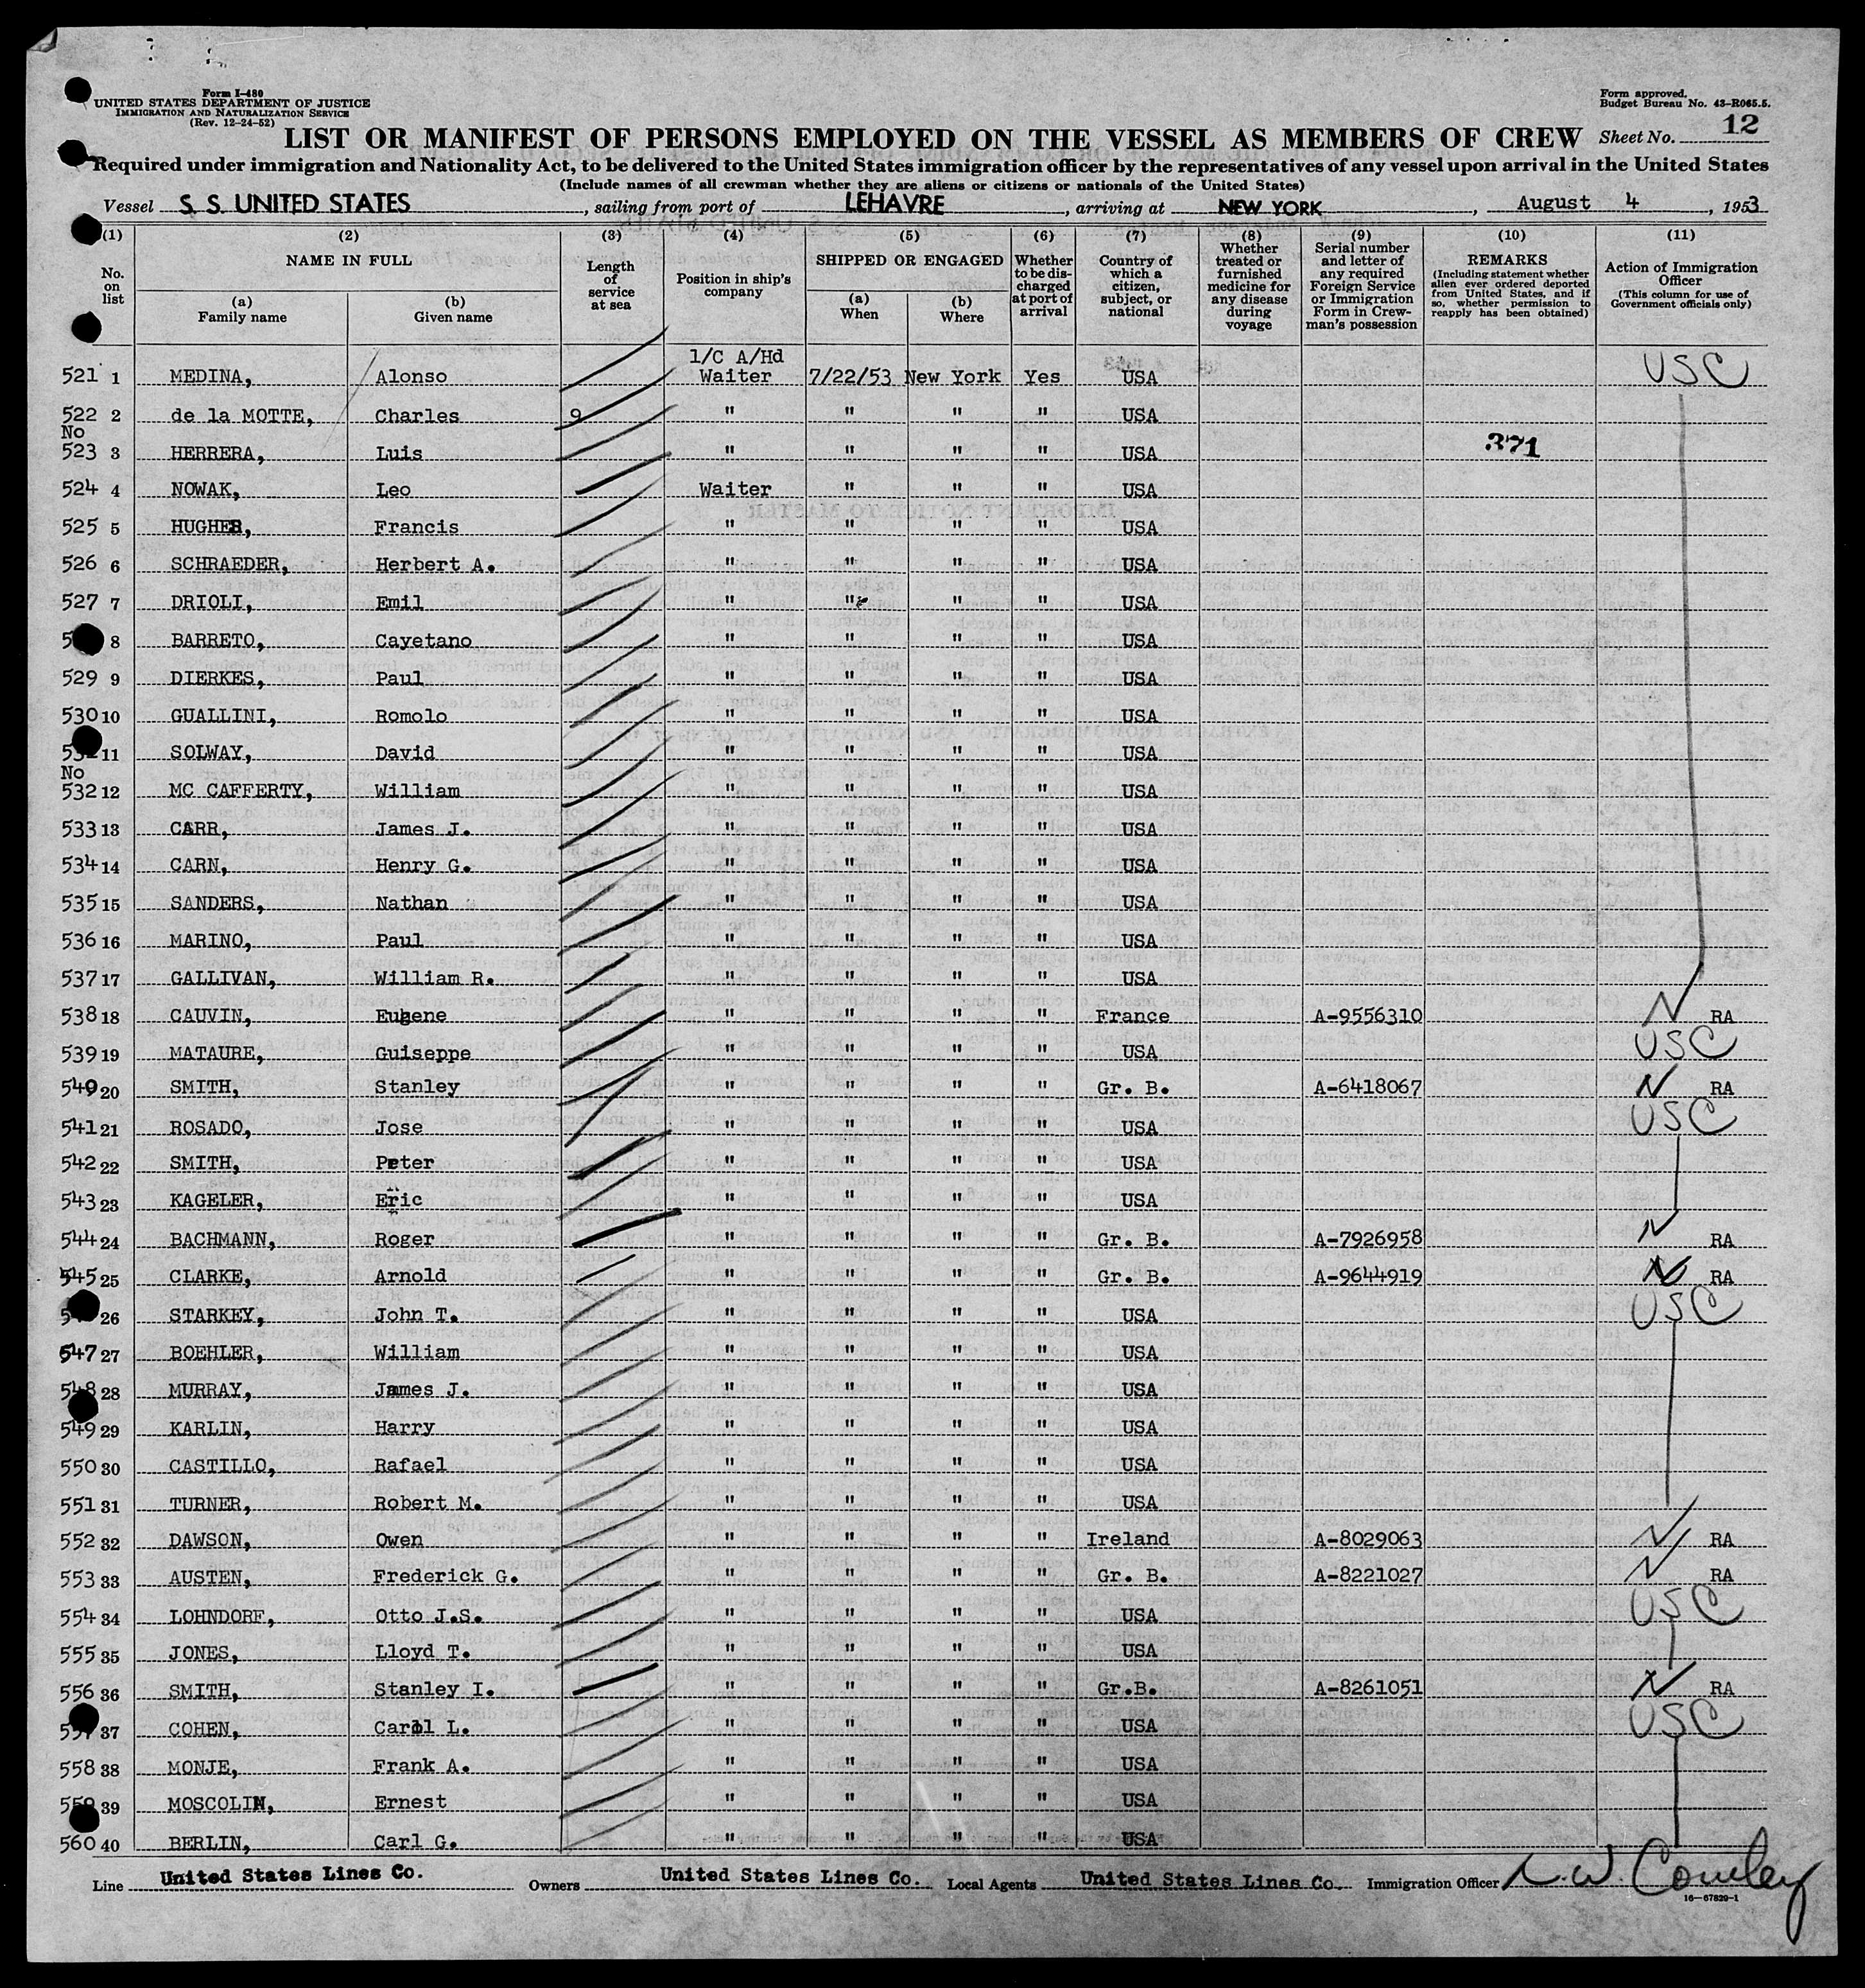 Form I-480
UNITED STATES DEPARTMENT OF JUSTICE
IMMIGRATION AND NATURALIZATION SERVICE
(Rev. 12-24-52)
Form approved.
Budget Bureau No. 43-R065.5.
LIST OR MANIFEST OF PERSONS EMPLOYED ON THE VESSEL AS MEMBERS OF CREW Sheet No. 12
Required under immigration and Nationality Act, to be delivered to the United States immigration officer by the representatives of any vessel upon arrival in the United States
(Include names of all crewman whether they are aliens or citizens or nationals of the United States)
Vessel S. S. UNITED STATES, sailing from port of LEHAVRE, arriving at NEW YORK, August 4, 1953
(1) (2) (3) (4) (5) (6) (7) (8) (9) (10) (11)
No. on list
NAME IN FULL
(a) Family name
(b) Given name
Length of service at sea
Position in ship's company
SHIPPED OR ENGAGED
(a) When
(b) Where
Whether to be discharged at port of arrival
Country of which a citizen, subject, or national
Whether treated or furnished medicine for any disease during voyage
Serial number and letter of any required Foreign Service or Immigration Form in Crewman's possession
REMARKS
(Including statement whether alien ever ordered deported from United States, and if so, whether permission to reapply has been obtained)
Action of Immigration Officer
(This column for use of Government officials only)
1/C A/Hd
521 1 MEDINA, Alonso Waiter 7/22/53 New York Yes USA USC
522 2 de la MOTTE, Charles 9 " " " " USA
No
523 3 HERRERA, Luis " " " " USA 371
524 4 NOWAK, Leo Waiter " " " USA
525 5 HUGHES, Francis " " " " USA
526 6 SCHRAEDER, Herbert A. " " " " USA
527 7 DRIOLI, Emil " " " " USA
5 8 BARRETO, Cayetano " " " " USA
529 9 DIERKES, Paul " " " " USA
530 10 GUALLINI, Romolo " " " " USA
11 SOLWAY, David " " " " USA
No
532 12 MC CAFFERTY, William " " " " USA
533 13 CARR, James J. " " " " USA
534 14 CARN, Henry G. " " " " USA
535 15 SANDERS, Nathan " " " " USA
536 16 MARINO, Paul " " " " USA
537 17 GALLIVAN, William R. " " " " USA
538 18 CAUVIN, Eugene " " " " France A-9556310 RA
539 19 MATAURE, Guiseppe " " " " USA USC
540 20 SMITH, Stanley " " " " Gr. B. A-6418067 RA
541 21 ROSADO, Jose " " " " USA USC
542 22 SMITH, Peter " " " " USA
543 23 KAGELER, Eric " " " " USA
544 24 BACHMANN, Roger " " " " Gr. B. A-7926958 RA
545 25 CLARKE, Arnold " " " " Gr. B. A-9644919 RA
26 STARKEY, John T. " " " " USA USC
547 27 BOEHLER, William " " " " USA
548 28 MURRAY, James J. " " " " USA
549 29 KARLIN, Harry " " " " USA
550 30 CASTILLO, Rafael " " " " USA
551 31 TURNER, Robert M. " " " " USA
552 32 DAWSON, Owen " " " " Ireland A-8029063 RA
553 33 AUSTEN, Frederick G. " " " " Gr. B. A-8221027 RA
554 34 LOHNDORF, Otto J.S. " " " " USA USC
555 35 JONES, Lloyd T. " " " " USA
556 36 SMITH, Stanley I. " " " " Gr.B. A-8261051 RA
557 37 COHEN, Carol L. " " " " USA USC
558 38 MONJE, Frank A. " " " " USA
559 39 MOSCOLIN, Ernest " " " " USA
560 40 BERLIN, Carl G. " " " " USA
Line United States Lines Co. Owners United States Lines Co. Local Agents United States Lines Co. Immigration Officer
16—67829-1